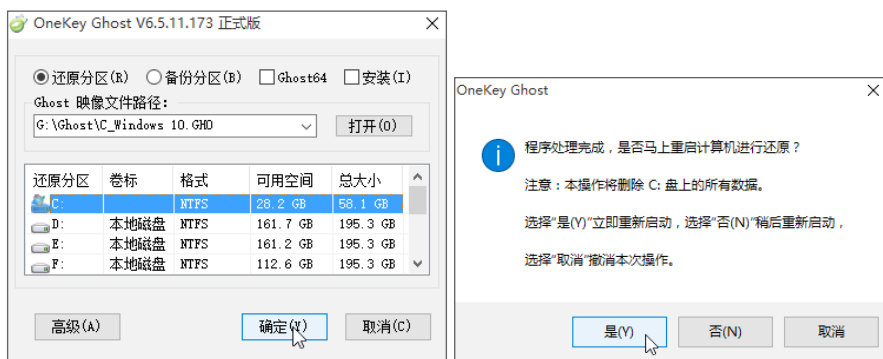 OneKey Ghost V6.5.11.173 正式版
还原分区(R) 备份分区(B) Ghost64 安装(I)
Ghost 映像文件路径:
G:\Ghost\C_Windows 10.GHO 打开(O)
还原分区 卷标 格式 可用空间 总大小
C: NTFS 28.2 GB 58.1 GB
D: 本地磁盘 NTFS 161.7 GB 195.3 GB
E: 本地磁盘 NTFS 161.2 GB 195.3 GB
F: 本地磁盘 NTFS 112.6 GB 195.3 GB
高级(A) 确定(Y) 取消(C)
OneKey Ghost
程序处理完成，是否马上重启计算机进行还原？
注意：本操作将删除 C: 盘上的所有数据。
选择“是(Y)”立即重新启动，选择“否(N)”稍后重新启动，
选择“取消”撤消本次操作。
是(Y) 否(N) 取消